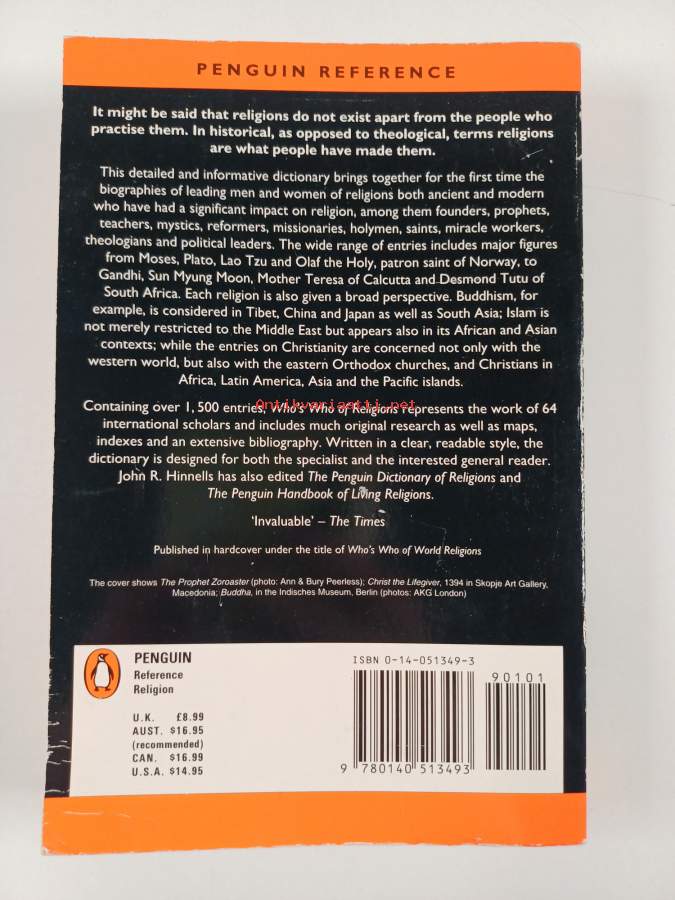 PENGUIN REFERENCE
It might be said that religions do not exist apart from the people who
practise them. In historical, as opposed to theological, terms religions
are what people have made them.
This detailed and informative dictionary brings together for the first time the
biographies of leading men and women of religions both ancient and modern
who have had a significant impact on religion, among them founders, prophets,
teachers, mystics, reformers, missionaries, holymen, saints, miracle workers,
theologians and political leaders. The wide range of entries includes major figures
from Moses, Plato, Lao Tzu and Olaf the Holy, patron saint of Norway, to
Gandhi, Sun Myung Moon, Mother Teresa of Calcutta and Desmond Tutu of
South Africa. Each religion is also given a broad perspective. Buddhism, for
example, is considered in Tibet, China and Japan as well as South Asia; Islam is
not merely restricted to the Middle East but appears also in its African and Asian
contexts; while the entries on Christianity are concerned not only with the
western world, but also with the eastern Orthodox churches, and Christians in
Africa, Latin America, Asia and the Pacific islands.
Antikvariaatti.net
Containing over 1,500 entries, Who's Who of Religions represents the work of 64
international scholars and includes much original research as well as maps,
indexes and an extensive bibliography. Written in a clear, readable style, the
dictionary is designed for both the specialist and the interested general reader.
John R. Hinnells has also edited The Penguin Dictionary of Religions and
The Penguin Handbook of Living Religions.
'Invaluable' – The Times
Published in hardcover under the title of Who's Who of World Religions
The cover shows The Prophet Zoroaster (photo: Ann & Bury Peerless); Christ the Lifegiver, 1394 in Skopje Art Gallery,
Macedonia; Buddha, in the Indisches Museum, Berlin (photos: AKG London)
PENGUIN
Reference
Religion
U.K. £8.99
AUST. $16.95
(recommended)
CAN. $16.99
U.S.A. $14.95
ISBN 0-14-051349-3
90101
9 780140 513493